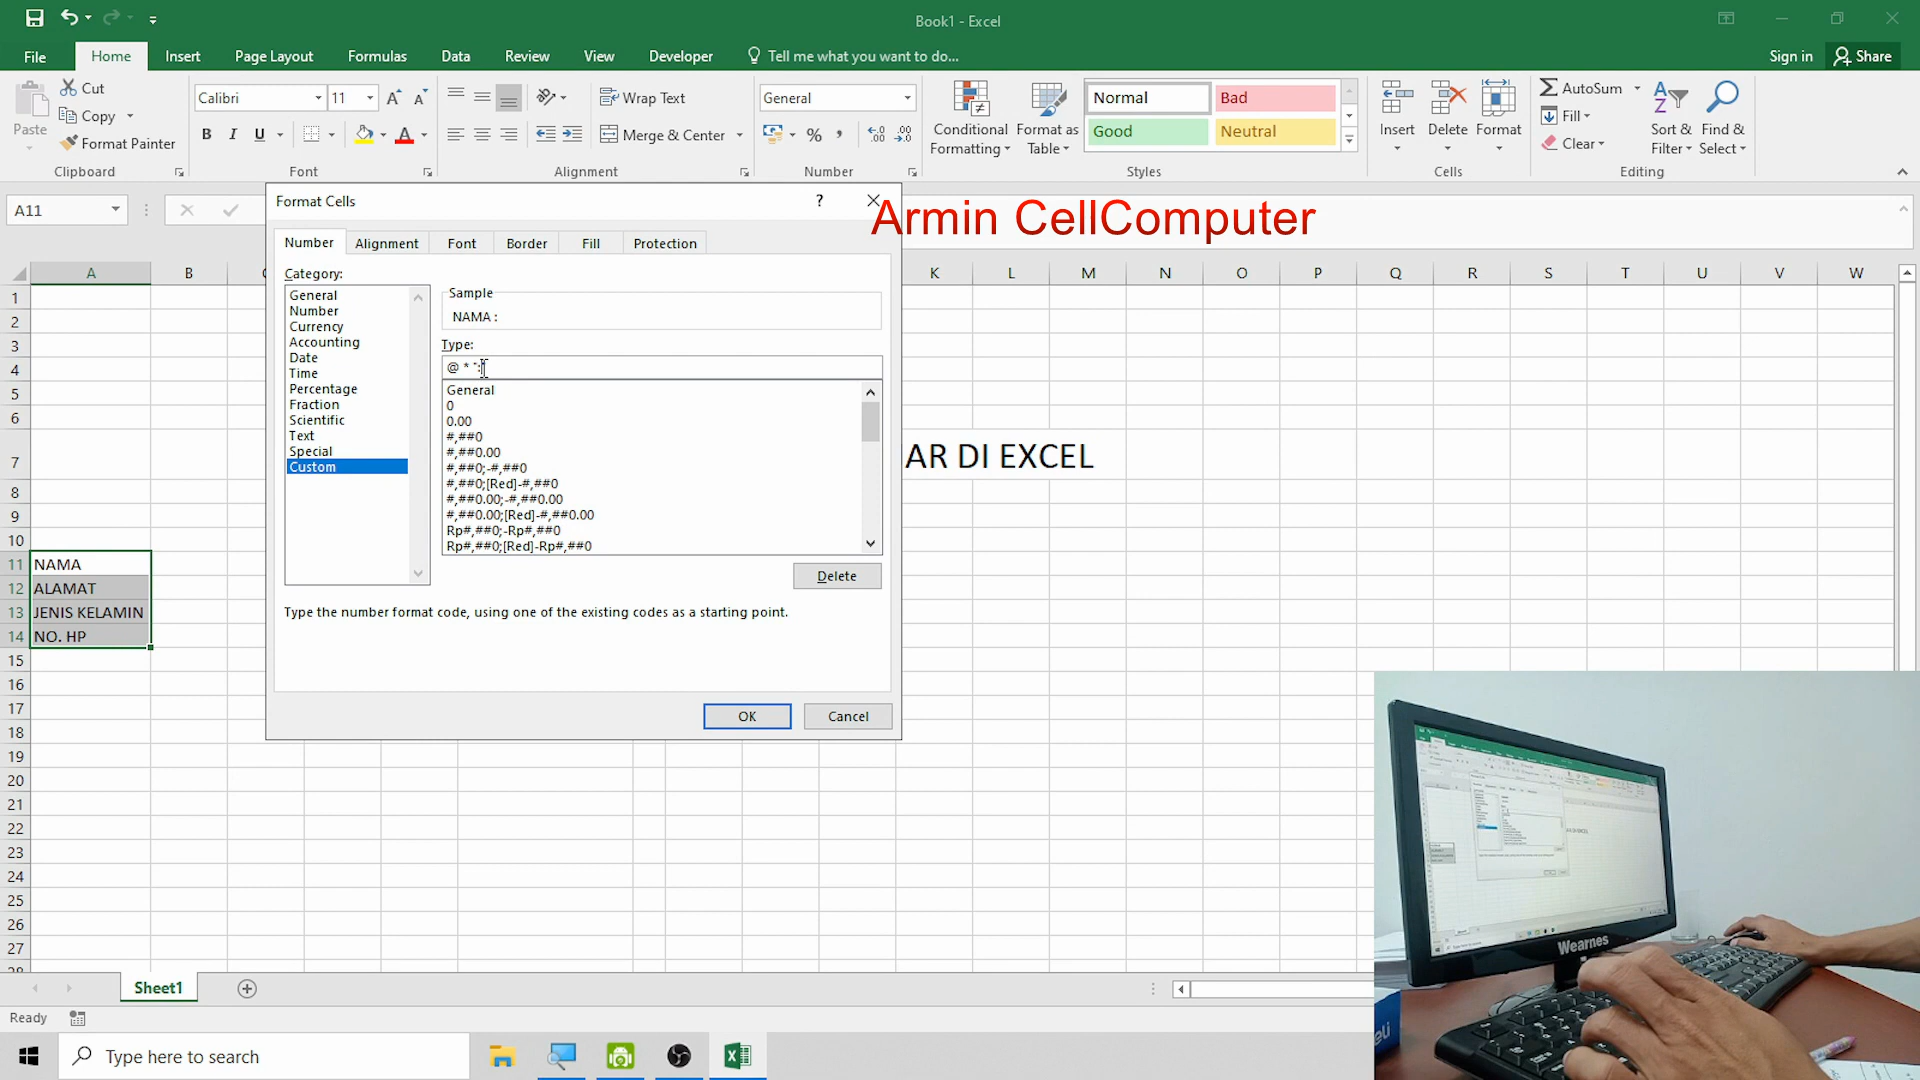 Book1 - Excel
File Home Insert Page Layout Formulas Data Review View Developer Tell me what you want to do... Sign in Share
Paste
Cut
Copy
Format Painter
Clipboard
Calibri 11
B I U
Font
Wrap Text
Merge & Center
Alignment
General
%
Number
Conditional
Formatting
Format as
Table
Normal Bad
Good Neutral
Styles
Insert Delete Format
Cells
AutoSum
Fill
Clear
Sort &
Filter
Find &
Select
Editing
A11
Armin CellComputer
Format Cells
?
Number Alignment Font Border Fill Protection
Category:
General
Number
Currency
Accounting
Date
Time
Percentage
Fraction
Scientific
Text
Special
Custom
Sample
NAMA :
Type:
General
0
0.00
#,##0
#,##0.00
#,##0;-#,##0
#,##0;[Red]-#,##0
#,##0.00;-#,##0.00
#,##0.00;[Red]-#,##0.00
Rp#,##0;-Rp#,##0
Rp#,##0;[Red]-Rp#,##0
Delete
Type the number format code, using one of the existing codes as a starting point.
OK Cancel
A B K L M N O P Q R S T U V W
1
2
3
4
5
6
7
AR DI EXCEL
8
9
10
11 NAMA
12 ALAMAT
13 JENIS KELAMIN
14 NO. HP
15
16
17
18
19
20
21
22
23
24
25
26
27
Sheet1
Ready
Type here to search
Wearnes